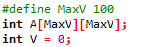 #define MaxV 100
int A[MaxV][MaxV];
int V = 0;